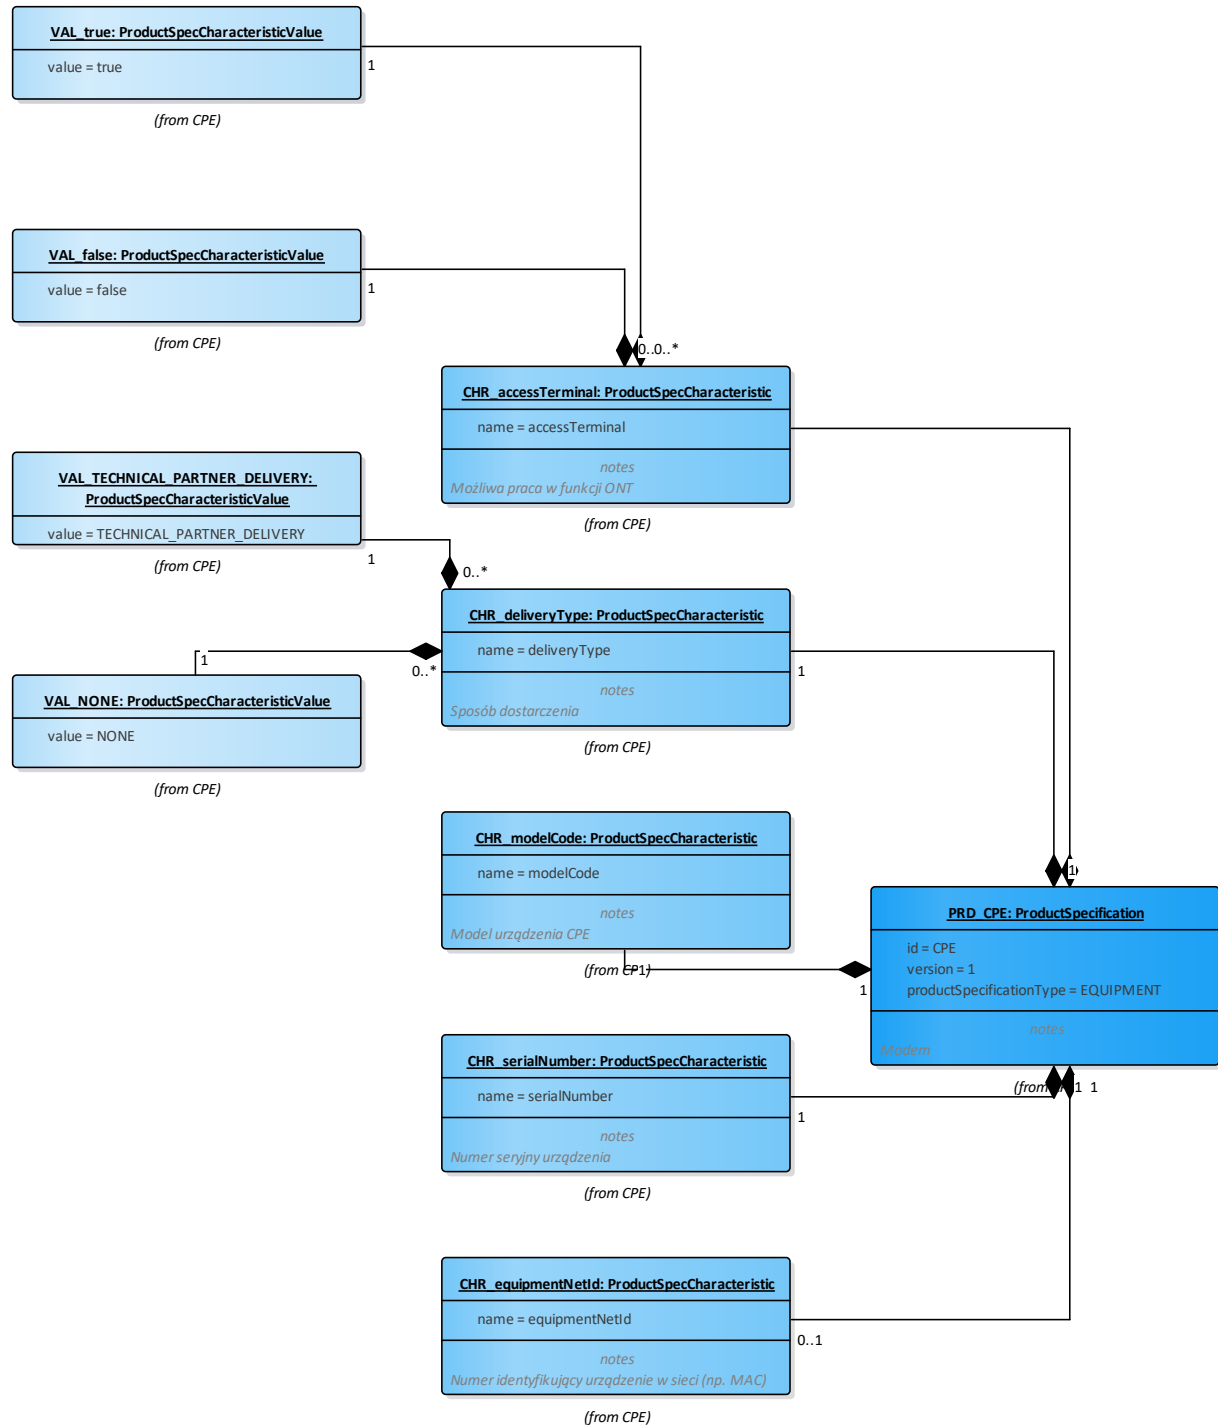 VAL_true: ProductSpecCharacteristicValue
value = true
1
(from CPE)
VAL_false: ProductSpecCharacteristicValue
value = false
1
(from CPE)
0..0..*
CHR_accessTerminal: ProductSpecCharacteristic
name = accessTerminal
notes
Możliwa praca w funkcji ONT
(from CPE)
VAL_TECHNICAL_PARTNER_DELIVERY:
ProductSpecCharacteristicValue
value = TECHNICAL_PARTNER_DELIVERY
1
(from CPE)
0..*
CHR_deliveryType: ProductSpecCharacteristic
name = deliveryType
1
notes
Sposób dostarczenia
(from CPE)
1
0..*
VAL_NONE: ProductSpecCharacteristicValue
value = NONE
(from CPE)
CHR_modelCode: ProductSpecCharacteristic
name = modelCode
notes
Model urządzenia CPE
(from CP1)
1
1
PRD_CPE: ProductSpecification
id = CPE
version = 1
productSpecificationType = EQUIPMENT
notes
Modem
(from
1 1
CHR_serialNumber: ProductSpecCharacteristic
name = serialNumber
1
notes
Numer seryjny urządzenia
(from CPE)
CHR_equipmentNetId: ProductSpecCharacteristic
name = equipmentNetId
0..1
notes
Numer identyfikujący urządzenie w sieci (np. MAC)
(from CPE)